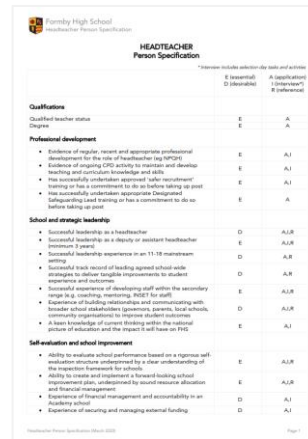 Formby High School
Headteacher Person Specification
HEADTEACHER
Person Specification
* Interview includes selection day tasks and activities
E (essential) A (application)
D (desirable) I (interview*)
R (reference)
Qualifications
Qualified teacher status E A
Degree E A
Professional development
• Evidence of regular, recent and appropriate professional
development for the role of headteacher (eg NPQH) E A,I
• Evidence of ongoing CPD activity to maintain and develop
teaching and curriculum knowledge and skills E A,I
• Has successfully undertaken approved 'safer recruitment'
training or has a commitment to do so before taking up post E A,I
• Has successfully undertaken appropriate Designated
Safeguarding Lead training or has a commitment to do so
before taking up post E A
School and strategic leadership
• Successful leadership as a headteacher D A,I,R
• Successful leadership as a deputy or assistant headteacher
(minimum 3 years) E A,I,R
• Successful leadership experience in an 11-18 mainstream
setting D A,R
• Successful track record of leading agreed school-wide
strategies to deliver tangible improvements to student
experience and outcomes D A,R
• Successful experience of developing staff within the secondary
range (e.g. coaching, mentoring, INSET for staff) E A,I,R
• Experience of building relationships and communicating with
broader school stakeholders (governors, parents, local schools,
community organisations) to improve student outcomes D A,I,R
• A keen knowledge of current thinking within the national
picture of education and the impact it will have on FHS E A,I
Self-evaluation and school improvement
• Ability to evaluate school performance based on a rigorous self-
evaluation structure underpinned by a clear understanding of
the inspection framework for schools E A,I,R
• Ability to create and implement a forward-looking school
improvement plan, underpinned by sound resource allocation
and financial management E A,I,R
• Experience of financial management and accountability in an
Academy school D A,I
• Experience of securing and managing external funding D A,I
Headteacher Person Specification (March 2025) Page 1